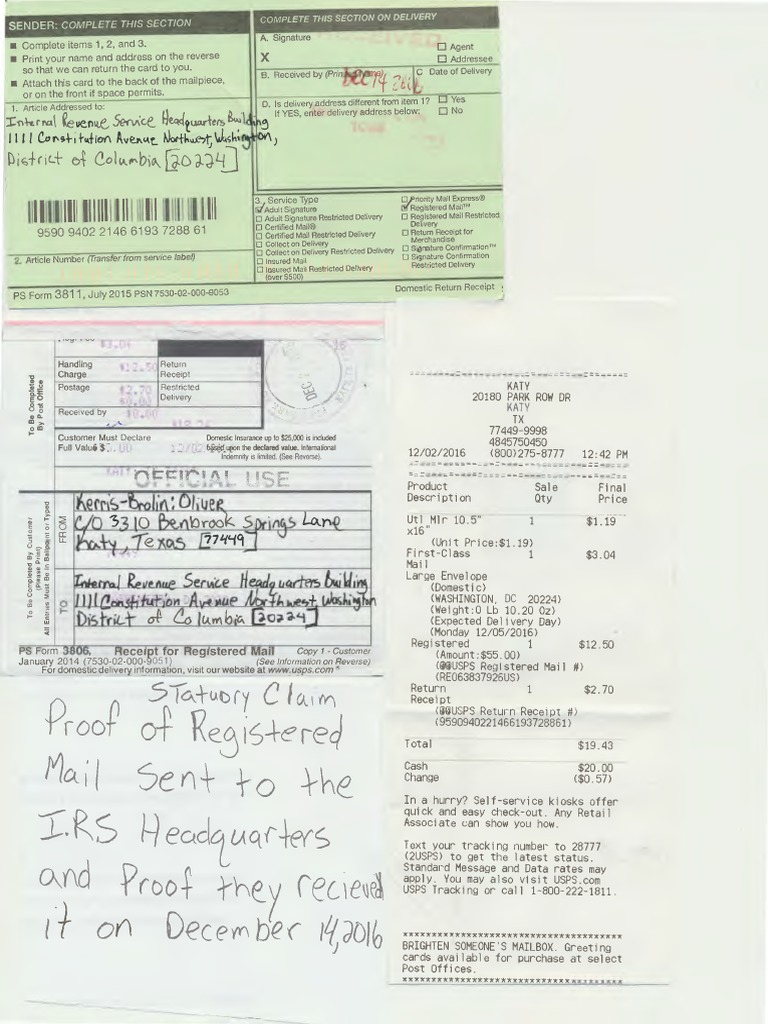 SENDER: COMPLETE THIS SECTION
■ Complete items 1, 2, and 3.
■ Print your name and address on the reverse
so that we can return the card to you.
■ Attach this card to the back of the mailpiece,
or on the front if space permits.
1. Article Addressed to:
Internal Revenue Service Headquarters Building
1111 Constitution Avenue Northwest, Washington,
District of Columbia [20224]
9590 9402 2146 6193 7288 61
2. Article Number (Transfer from service label)
PS Form 3811, July 2015 PSN 7530-02-000-9053
COMPLETE THIS SECTION ON DELIVERY
A. Signature
X
☐ Agent
☐ Addressee
B. Received by (Printed Name)
C. Date of Delivery
DEC 14 2016
D. Is delivery address different from item 1? ☐ Yes
If YES, enter delivery address below: ☐ No
3. Service Type
☑ Adult Signature
☐ Adult Signature Restricted Delivery
☐ Certified Mail®
☐ Certified Mail Restricted Delivery
☐ Collect on Delivery
☐ Collect on Delivery Restricted Delivery
☐ Insured Mail
☐ Insured Mail Restricted Delivery
(over $500)
☐ Priority Mail Express®
☑ Registered Mail™
☐ Registered Mail Restricted
Delivery
☐ Return Receipt for
Merchandise
☐ Signature Confirmation™
☐ Signature Confirmation
Restricted Delivery
Domestic Return Receipt
To Be Completed
By Post Office
$3.04
Handling
Charge
$12.50
Return
Receipt
Postage
$2.70
$0.00
Restricted
Delivery
Received by
$0.00
DEC
Customer Must Declare
Full Value $
Domestic Insurance up to $25,000 is included
based upon the declared value. International
Indemnity is limited. (See Reverse).
OFFICIAL USE
To Be Completed By Customer
(Please Print)
All Entries Must Be in Ballpoint or Typed
FROM
Kerris-Brolin: Oliver
C/O 3310 Benbrook Springs Lane
Katy, Texas [77449]
TO
Internal Revenue Service Headquarters Building
1111 Constitution Avenue Northwest, Washington
District of Columbia [20224]
PS Form 3806, Receipt for Registered Mail Copy 1 - Customer
January 2014 (7530-02-000-9051) (See Information on Reverse)
For domestic delivery information, visit our website at www.usps.com ®
Statuory Claim
Proof of Registered
Mail Sent to the
I.RS Headquarters
and Proof they recieved
it on December 14, 2016
KATY
20180 PARK ROW DR
KATY
TX
77449-9998
4845750450
12/02/2016 (800)275-8777 12:42 PM
Product Sale Final
Description Qty Price
Utl Mlr 10.5" 1 $1.19
x16"
(Unit Price:$1.19)
First-Class 1 $3.04
Mail
Large Envelope
(Domestic)
(WASHINGTON, DC 20224)
(Weight:0 Lb 10.20 Oz)
(Expected Delivery Day)
(Monday 12/05/2016)
Registered 1 $12.50
(Amount:$55.00)
(@@USPS Registered Mail #)
(RE063837926US)
Return 1 $2.70
Receipt
(@@USPS Return Receipt #)
(9590940221466193728861)
Total $19.43
Cash $20.00
Change ($0.57)
In a hurry? Self-service kiosks offer
quick and easy check-out. Any Retail
Associate can show you how.
Text your tracking number to 28777
(2USPS) to get the latest status.
Standard Message and Data rates may
apply. You may also visit USPS.com
USPS Tracking or call 1-800-222-1811.
BRIGHTEN SOMEONE'S MAILBOX. Greeting
cards available for purchase at select
Post Offices.